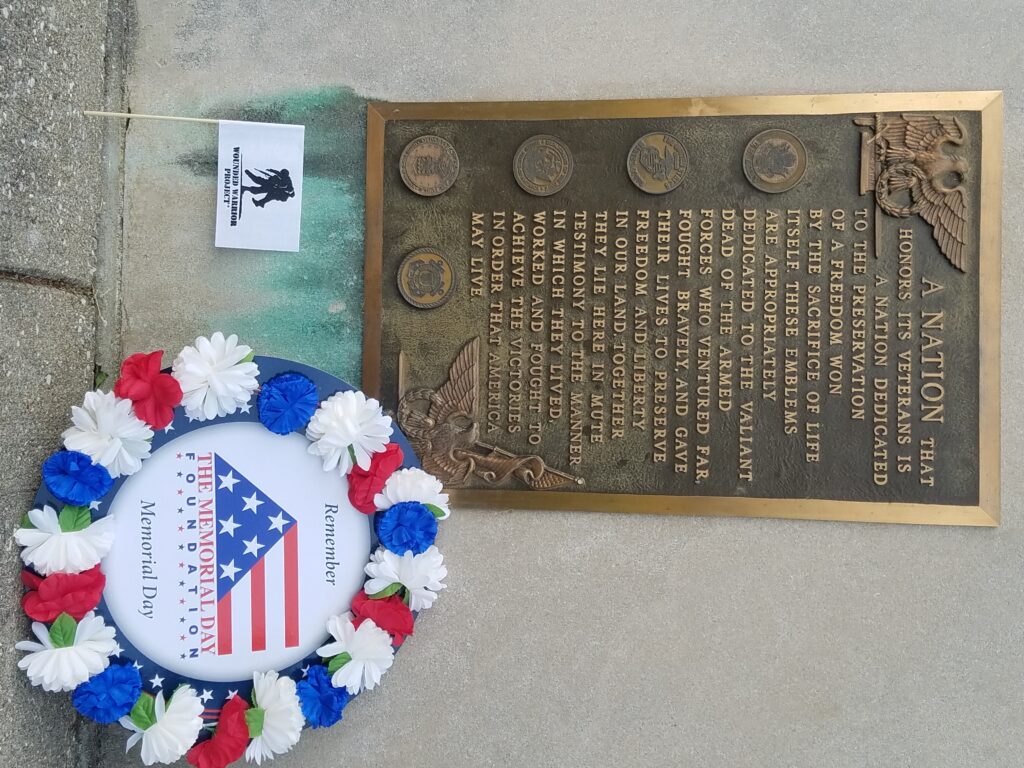 A NATION THAT
HONORS ITS VETERANS IS
A NATION DEDICATED
TO THE PRESERVATION
OF A FREEDOM WON
BY THE SACRIFICE OF LIFE
ITSELF. THESE EMBLEMS
ARE APPROPRIATELY
DEDICATED TO THE VALIANT
DEAD OF THE ARMED
FORCES WHO VENTURED FAR,
FOUGHT BRAVELY, AND GAVE
THEIR LIVES TO PRESERVE
FREEDOM AND LIBERTY
IN OUR LAND. TOGETHER
THEY LIE HERE IN MUTE
TESTIMONY TO THE MANNER
IN WHICH THEY LIVED,
WORKED AND FOUGHT TO
ACHIEVE THE VICTORIES
IN ORDER THAT AMERICA
MAY LIVE
WOUNDED WARRIOR
PROJECT®
Remember
THE MEMORIAL DAY
FOUNDATION
Memorial Day